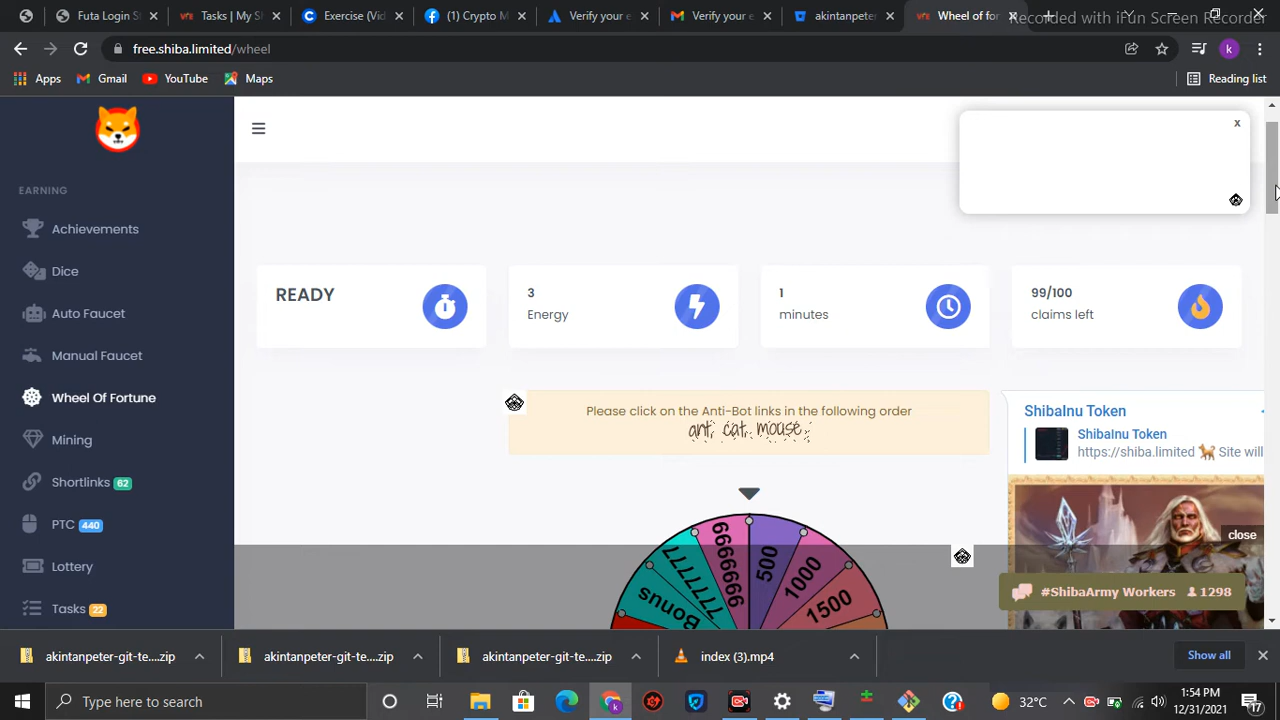 Futa Login St
Tasks | My Sh
Exercise (Vid
(1) Crypto M
Verify your e
Verify your e
akintanpeter
Wheel of for
Recorded with iFun Screen Recorder
free.shiba.limited/wheel
Apps
Gmail
YouTube
Maps
Reading list
k
x
EARNING
Achievements
Dice
Auto Faucet
Manual Faucet
Wheel Of Fortune
Mining
Shortlinks 62
PTC 440
Lottery
Tasks 22
READY
3
Energy
1
minutes
99/100
claims left
Please click on the Anti-Bot links in the following order
ant, cat, mouse
ShibaInu Token
ShibaInu Token
https://shiba.limited 🐕 Site will
Bonus
7777777
9999999
500
1000
1500
close
#ShibaArmy Workers 1298
akintanpeter-git-te....zip
akintanpeter-git-te....zip
akintanpeter-git-te....zip
index (3).mp4
Show all
Type here to search
32°C
1:54 PM
12/31/2021
17